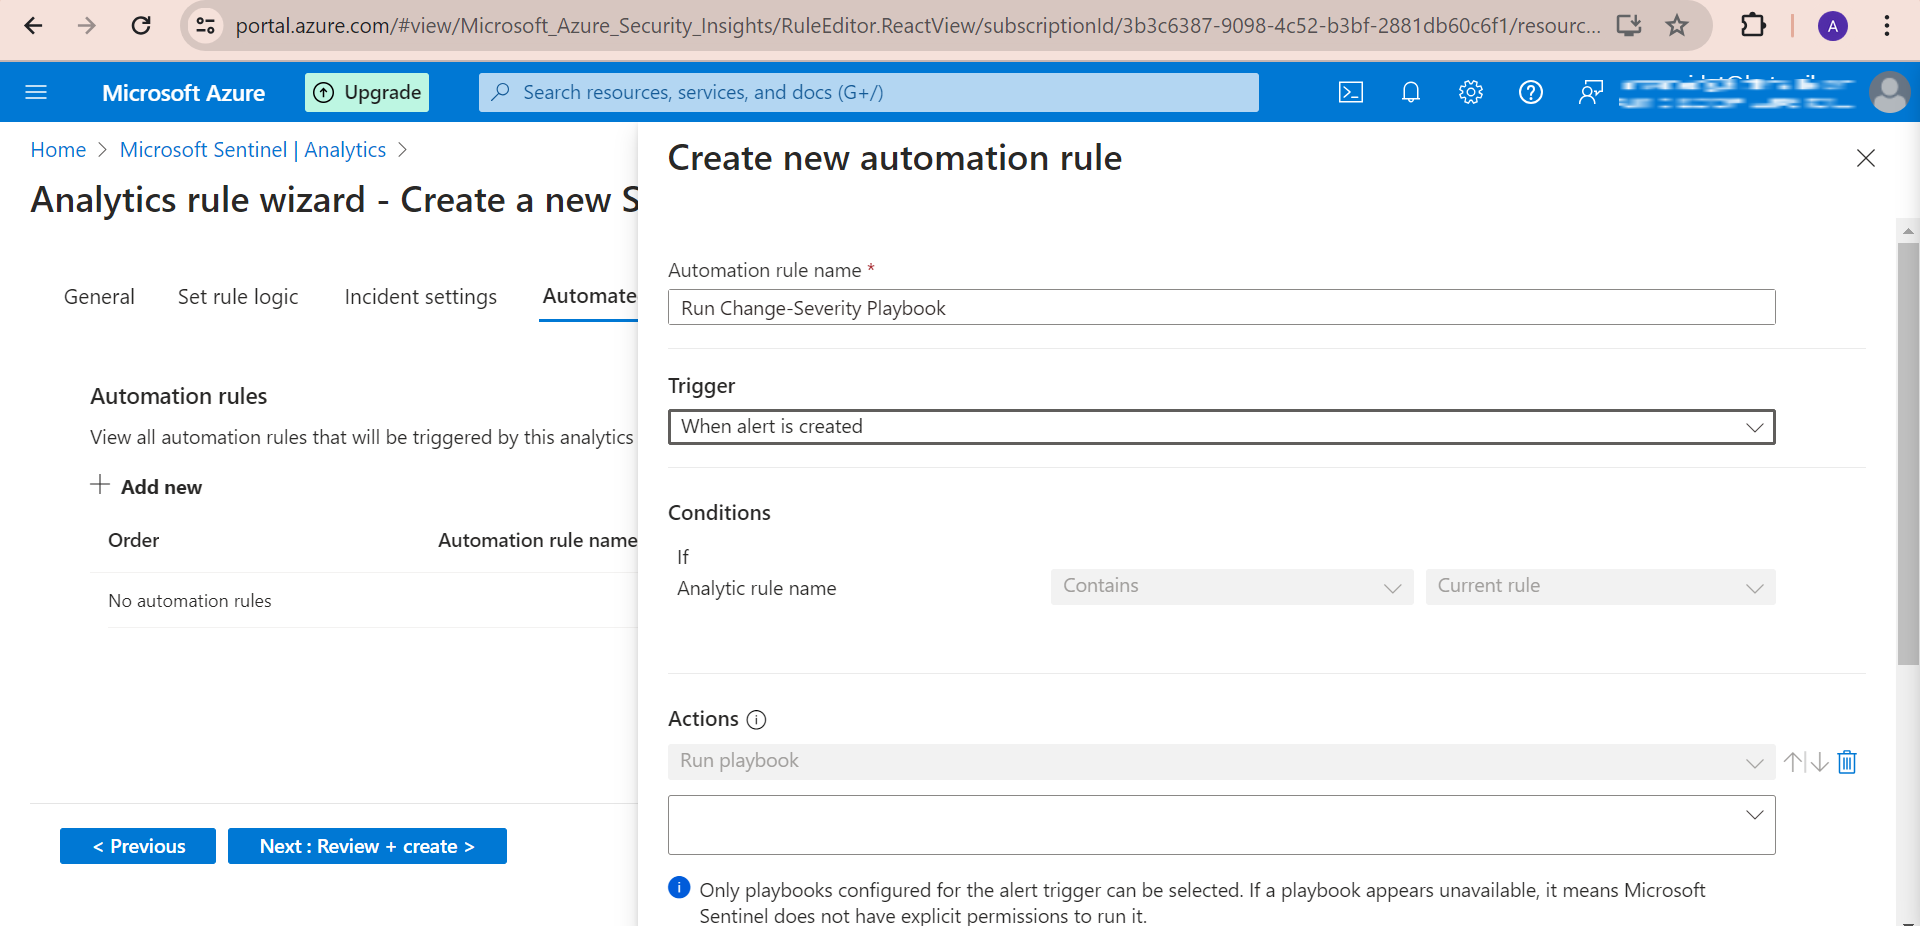 portal.azure.com/#view/Microsoft_Azure_Security_Insights/RuleEditor.ReactView/subscriptionId/3b3c6387-9098-4c52-b3bf-2881db60c6f1/resourc...
A
Microsoft Azure
Upgrade
Search resources, services, and docs (G+/)
Home > Microsoft Sentinel | Analytics >
Analytics rule wizard - Create a new S
General
Set rule logic
Incident settings
Automate
Automation rules
View all automation rules that will be triggered by this analytics
Add new
Order
Automation rule name
No automation rules
< Previous
Next : Review + create >
Create new automation rule
Automation rule name *
Run Change-Severity Playbook
Trigger
When alert is created
Conditions
If
Analytic rule name
Contains
Current rule
Actions
Run playbook
Only playbooks configured for the alert trigger can be selected. If a playbook appears unavailable, it means Microsoft
Sentinel does not have explicit permissions to run it.